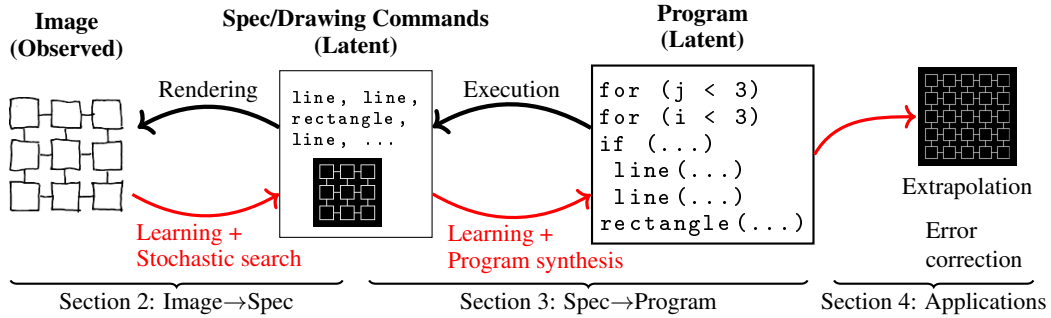 Image
(Observed)
Spec/Drawing Commands
(Latent)
Program
(Latent)
Rendering
line, line,
rectangle,
line, ...
Execution
for (j < 3)
for (i < 3)
if (...)
line(...)
line(...)
rectangle(...)
Extrapolation
Learning +
Stochastic search
Learning +
Program synthesis
Error
correction
Section 2: Image→Spec
Section 3: Spec→Program
Section 4: Applications